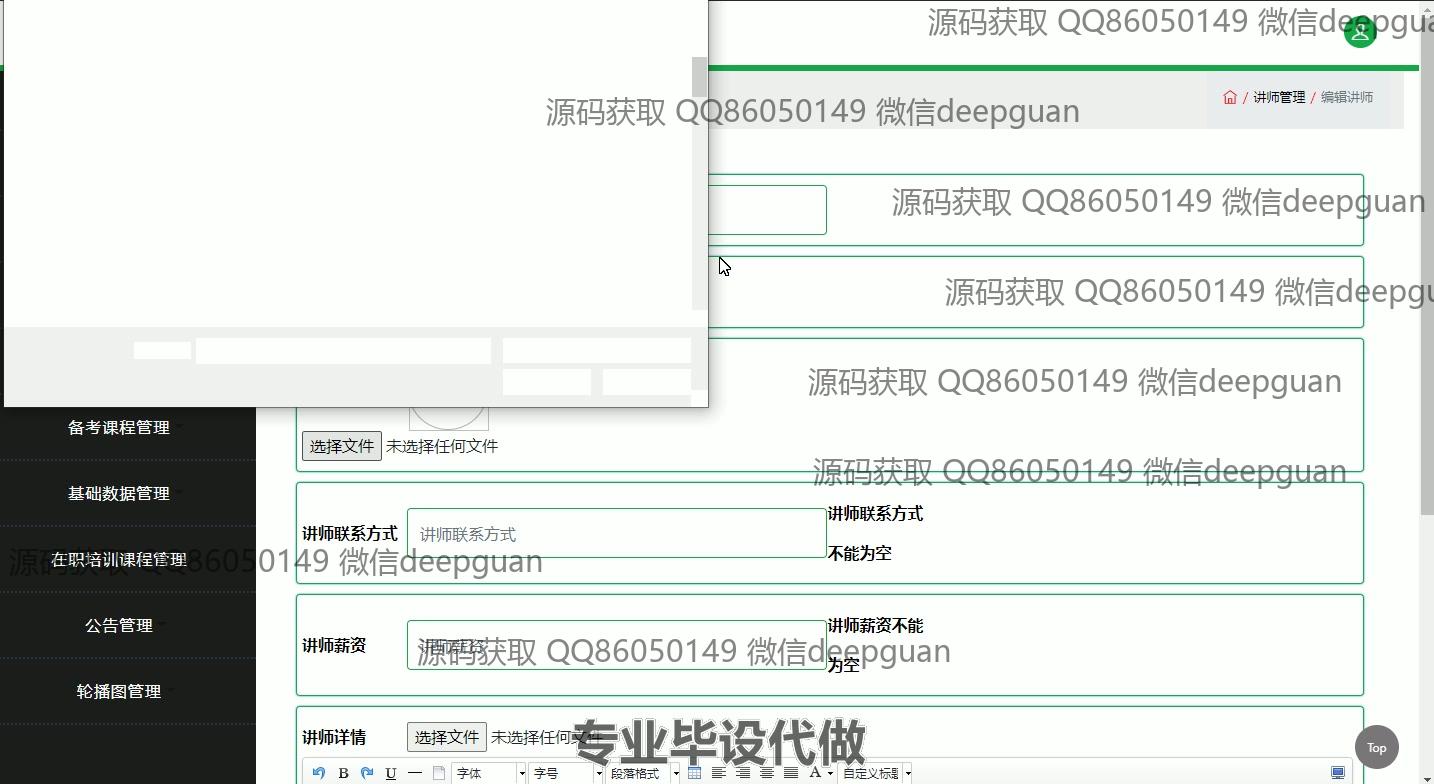 源码获取 QQ86050149 微信deepgua
/ 讲师管理 / 编辑讲师
源码获取 QQ86050149 微信deepguan
源码获取 QQ86050149 微信deepguan
源码获取 QQ86050149 微信deepgu
源码获取 QQ86050149 微信deepguan
备考课程管理
选择文件 未选择任何文件
源码获取 QQ86050149 微信deepguan
基础数据管理
讲师联系方式
讲师联系方式
讲师联系方式
不能为空
在职培训课程管理
源码获取 QQ86050149 微信deepguan
公告管理
讲师薪资
讲师薪资
讲师薪资不能
为空
源码获取 QQ86050149 微信deepguan
轮播图管理
讲师详情
选择文件 未选择任何文件
专业毕设代做
Top
B U 字体 字号 段落格式 A 自定义标题